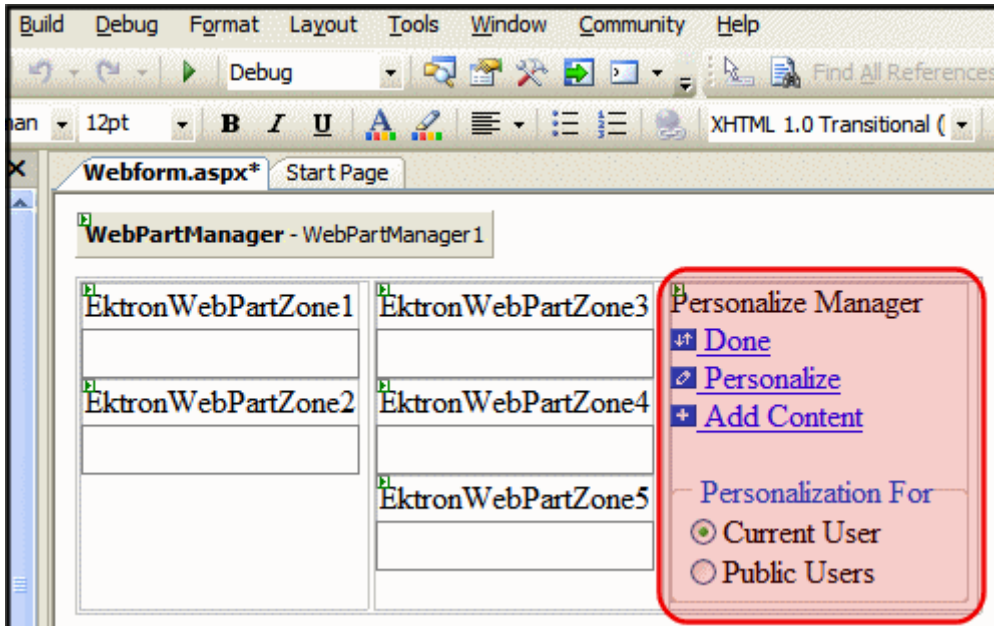 Build Debug Format Layout Tools Window Community Help
Debug Find All References
12pt B I U A XHTML 1.0 Transitional (
Webform.aspx* Start Page
WebPartManager - WebPartManager1
EktronWebPartZone1 EktronWebPartZone3 Personalize Manager
Done
EktronWebPartZone2 EktronWebPartZone4 Personalize
Add Content
EktronWebPartZone5 Personalization For
Current User
Public Users